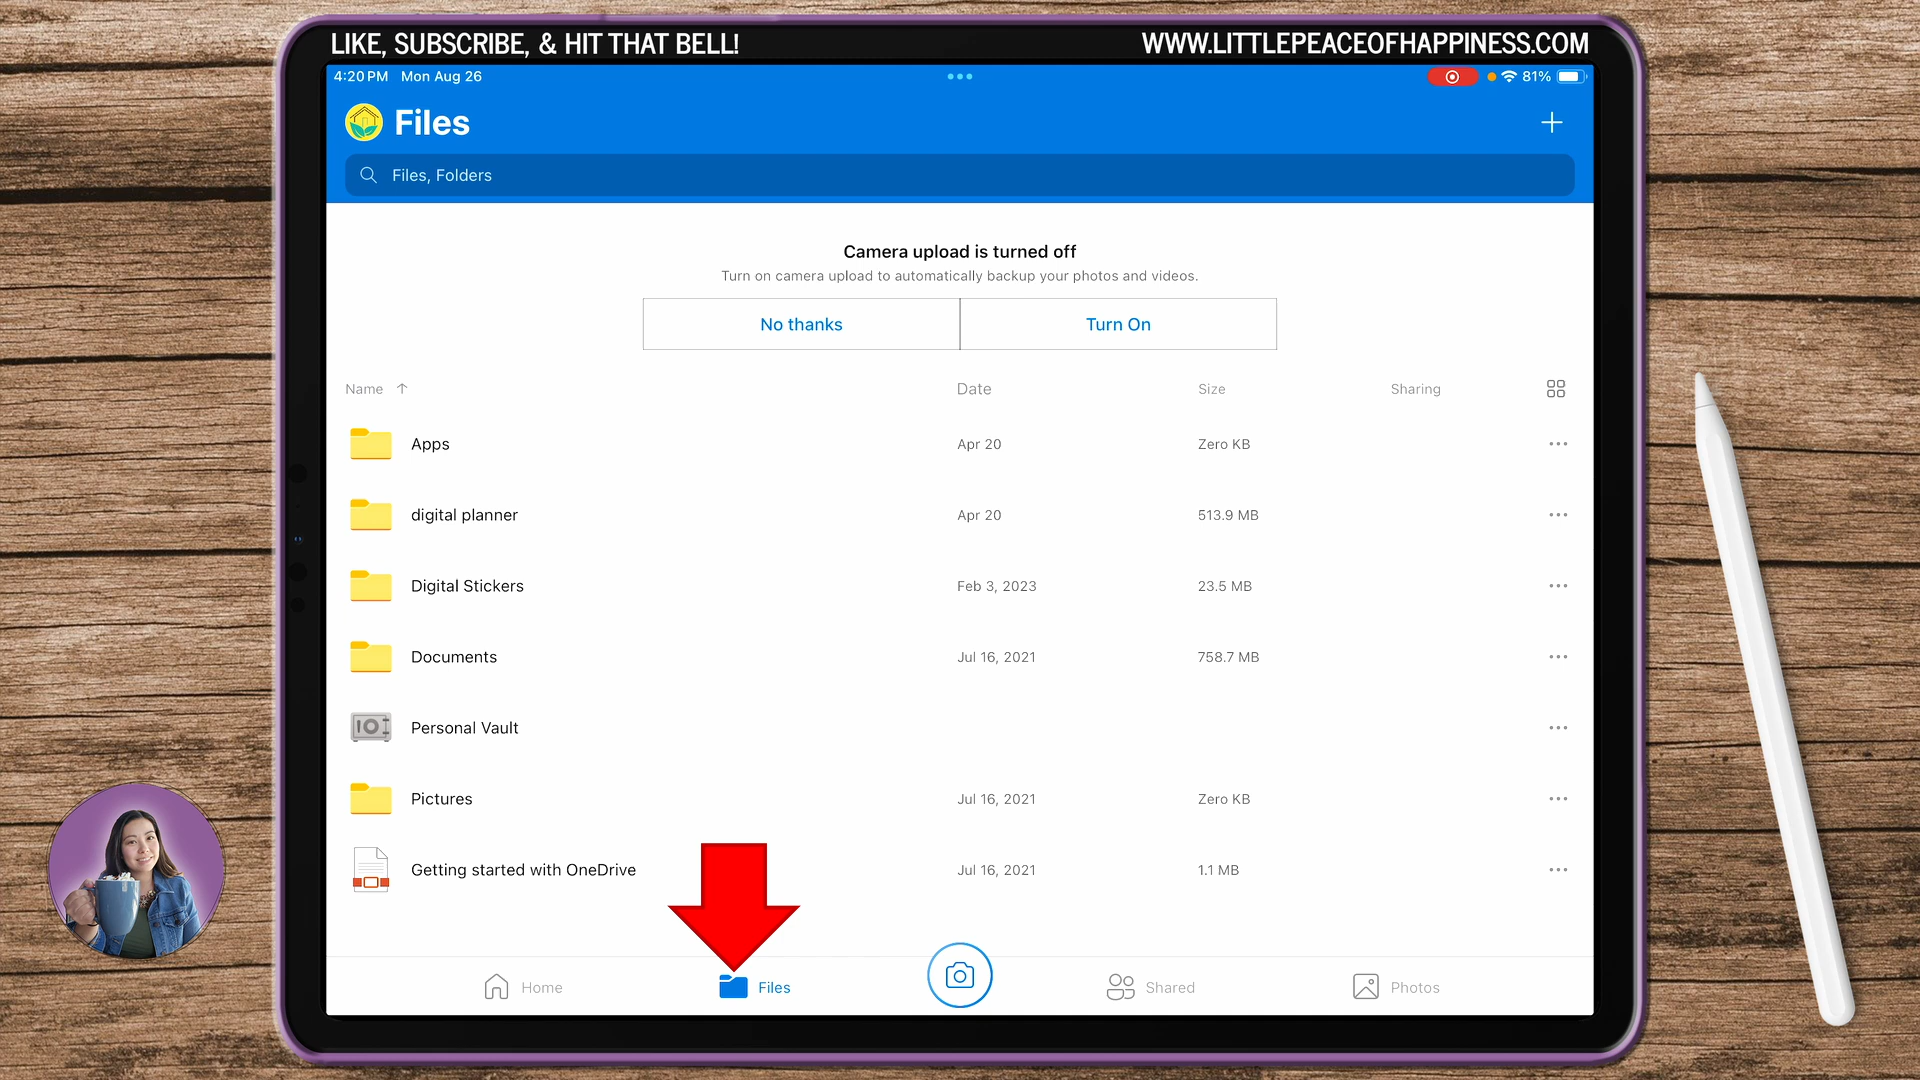 LIKE, SUBSCRIBE, & HIT THAT BELL!
WWW.LITTLEPEACEOFHAPPINESS.COM
4:20 PM Mon Aug 26
81%
Files
Files, Folders
Camera upload is turned off
Turn on camera upload to automatically backup your photos and videos.
No thanks
Turn On
Name Date Size Sharing
Apps Apr 20 Zero KB
digital planner Apr 20 513.9 MB
Digital Stickers Feb 3, 2023 23.5 MB
Documents Jul 16, 2021 758.7 MB
Personal Vault
Pictures Jul 16, 2021 Zero KB
Getting started with OneDrive Jul 16, 2021 1.1 MB
Home
Files
Shared
Photos